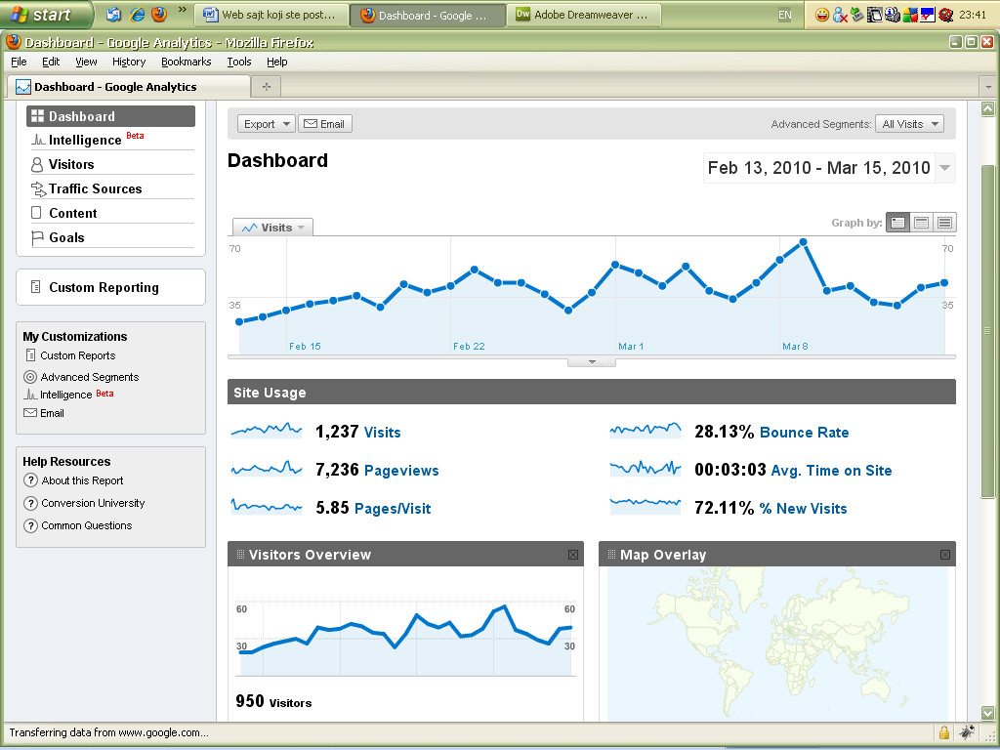 start
»
Web sajt koji ste post...
Dashboard - Google ...
Dw Adobe Dreamweaver ...
EN
23:41
Dashboard - Google Analytics - Mozilla Firefox
File Edit View History Bookmarks Tools Help
Dashboard - Google Analytics
Dashboard
Intelligence Beta
Visitors
Traffic Sources
Content
Goals
Custom Reporting
My Customizations
Custom Reports
Advanced Segments
Intelligence Beta
Email
Help Resources
? About this Report
? Conversion University
? Common Questions
Export Email
Advanced Segments: All Visits
Dashboard
Feb 13, 2010 - Mar 15, 2010
Visits
Graph by:
70 70
35 35
Feb 15 Feb 22 Mar 1 Mar 8
Site Usage
1,237 Visits
28.13% Bounce Rate
7,236 Pageviews
00:03:03 Avg. Time on Site
5.85 Pages/Visit
72.11% % New Visits
Visitors Overview
60 60
30 30
950 Visitors
Map Overlay
Transferring data from www.google.com...